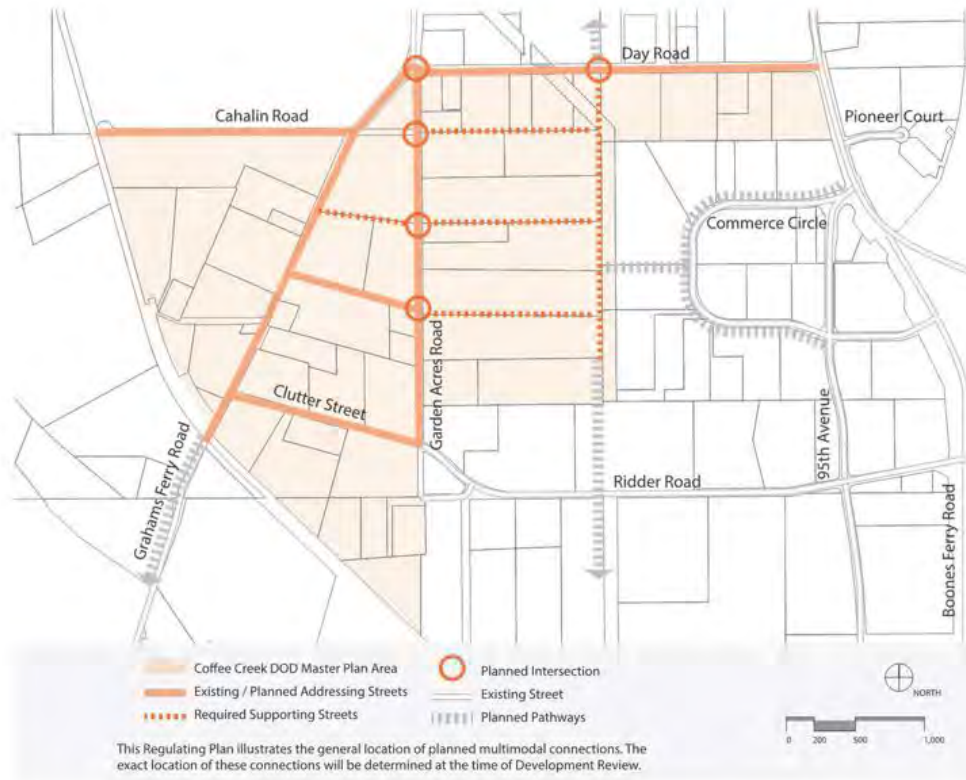 Day Road
Cahalin Road
Pioneer Court
Commerce Circle
Garden Acres Road
Clutter Street
95th Avenue
Grahams Ferry Road
Ridder Road
Boones Ferry Road
Coffee Creek DOD Master Plan Area
Existing / Planned Addressing Streets
Required Supporting Streets
Planned Intersection
Existing Street
Planned Pathways
NORTH
0 200 500 1,000
This Regulating Plan illustrates the general location of planned multimodal connections. The
exact location of these connections will be determined at the time of Development Review.